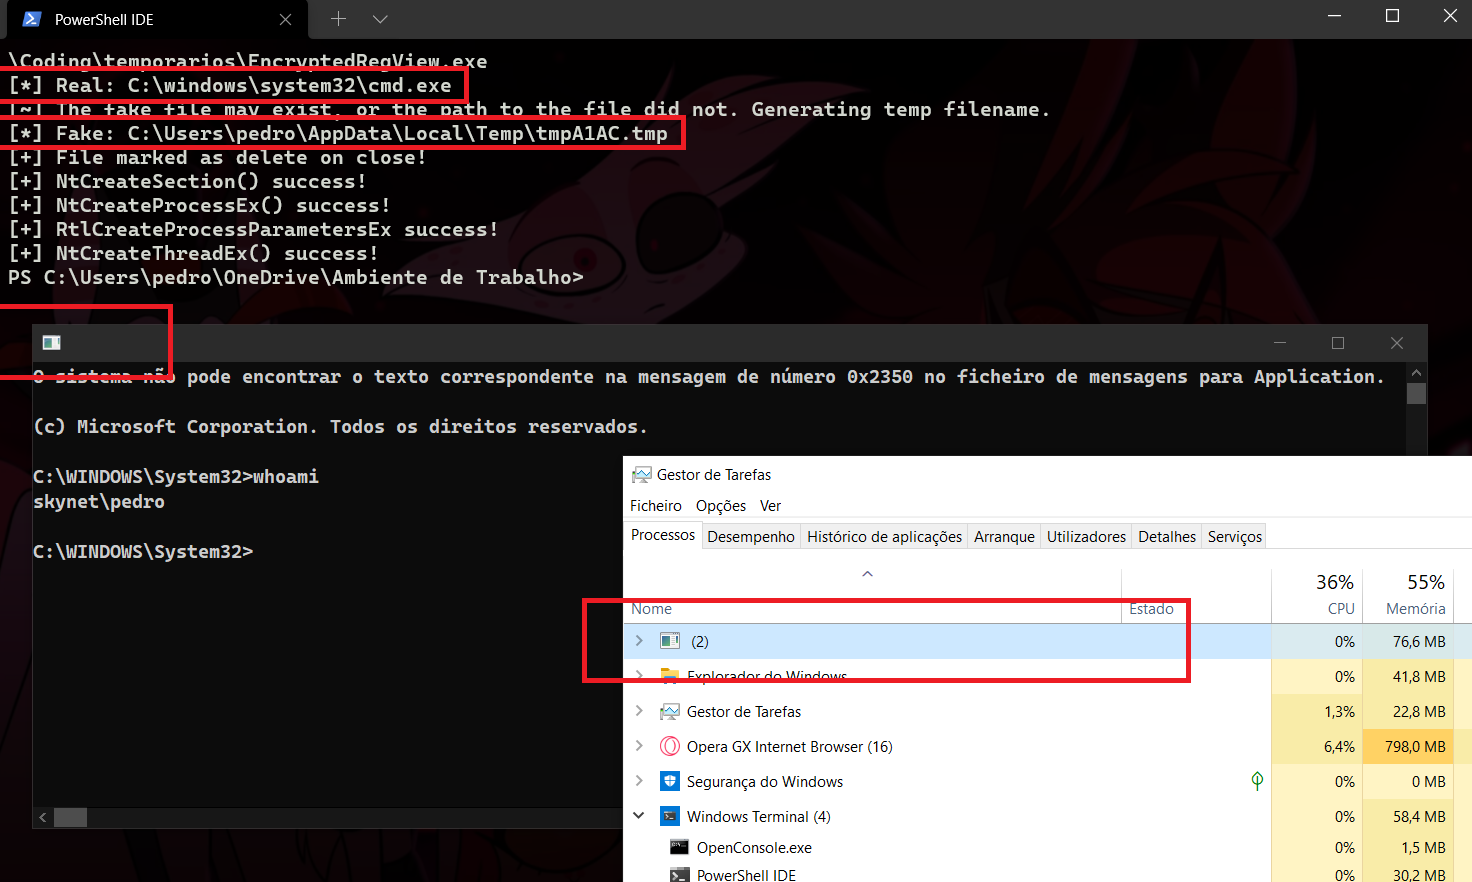 PowerShell IDE
\Coding\temporarios\EncryptedRegView.exe
[*] Real: C:\windows\system32\cmd.exe
[~] The fake file may exist, or the path to the file did not. Generating temp filename.
[*] Fake: C:\Users\pedro\AppData\Local\Temp\tmpA1AC.tmp
[+] File marked as delete on close!
[+] NtCreateSection() success!
[+] NtCreateProcessEx() success!
[+] RtlCreateProcessParametersEx success!
[+] NtCreateThreadEx() success!
PS C:\Users\pedro\OneDrive\Ambiente de Trabalho>
O sistema não pode encontrar o texto correspondente na mensagem de número 0x2350 no ficheiro de mensagens para Application.
(c) Microsoft Corporation. Todos os direitos reservados.
C:\WINDOWS\System32>whoami
skynet\pedro
C:\WINDOWS\System32>
Gestor de Tarefas
Ficheiro Opções Ver
Processos Desempenho Histórico de aplicações Arranque Utilizadores Detalhes Serviços
36% 55%
Nome Estado CPU Memória
(2) 0% 76,6 MB
Explorador do Windows 0% 41,8 MB
Gestor de Tarefas 1,3% 22,8 MB
Opera GX Internet Browser (16) 6,4% 798,0 MB
Segurança do Windows 0% 0 MB
Windows Terminal (4) 0% 58,4 MB
OpenConsole.exe 0% 1,5 MB
PowerShell IDE 0% 30,2 MB